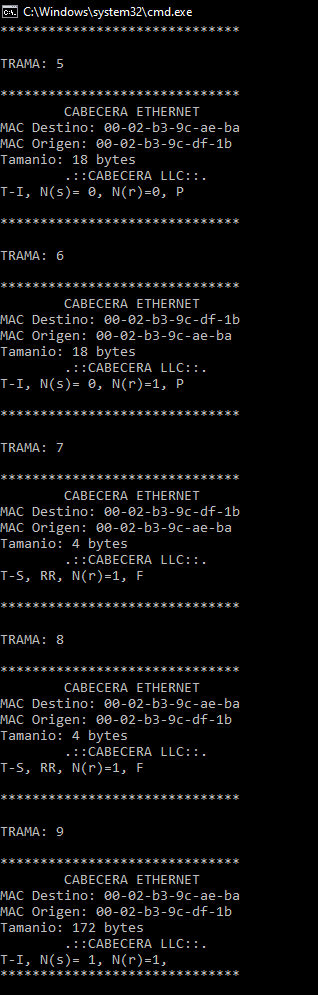 C:\Windows\system32\cmd.exe
******************************
TRAMA: 5
******************************
CABECERA ETHERNET
MAC Destino: 00-02-b3-9c-ae-ba
MAC Origen: 00-02-b3-9c-df-1b
Tamanio: 18 bytes
.::CABECERA LLC::.
T-I, N(s)= 0, N(r)=0, P
******************************
TRAMA: 6
******************************
CABECERA ETHERNET
MAC Destino: 00-02-b3-9c-df-1b
MAC Origen: 00-02-b3-9c-ae-ba
Tamanio: 18 bytes
.::CABECERA LLC::.
T-I, N(s)= 0, N(r)=1, P
******************************
TRAMA: 7
******************************
CABECERA ETHERNET
MAC Destino: 00-02-b3-9c-df-1b
MAC Origen: 00-02-b3-9c-ae-ba
Tamanio: 4 bytes
.::CABECERA LLC::.
T-S, RR, N(r)=1, F
******************************
TRAMA: 8
******************************
CABECERA ETHERNET
MAC Destino: 00-02-b3-9c-ae-ba
MAC Origen: 00-02-b3-9c-df-1b
Tamanio: 4 bytes
.::CABECERA LLC::.
T-S, RR, N(r)=1, F
******************************
TRAMA: 9
******************************
CABECERA ETHERNET
MAC Destino: 00-02-b3-9c-ae-ba
MAC Origen: 00-02-b3-9c-df-1b
Tamanio: 172 bytes
.::CABECERA LLC::.
T-I, N(s)= 1, N(r)=1,
******************************